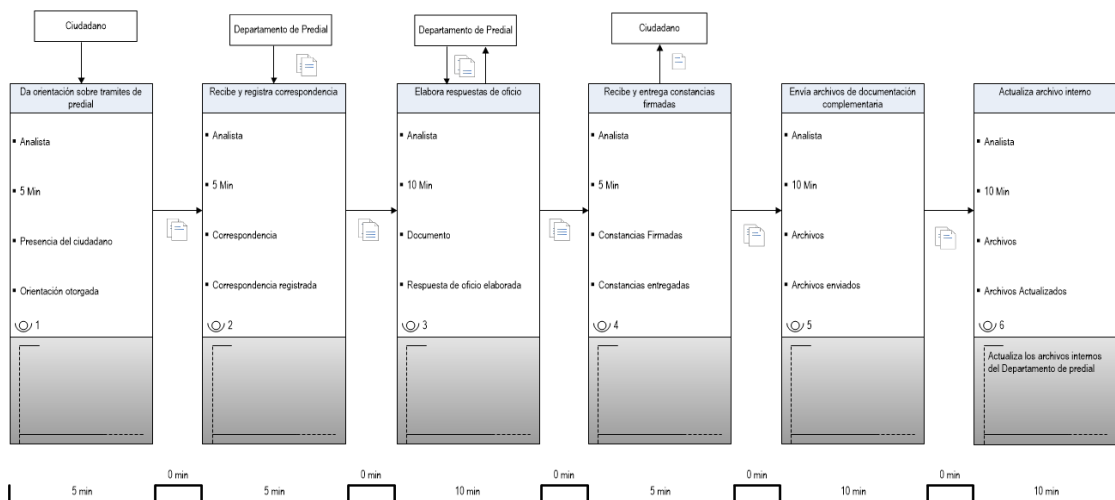 Ciudadano
Departamento de Predial
Departamento de Predial
Ciudadano
Da orientación sobre tramites de
predial
Analista
5 Min
Presencia del ciudadano
Orientación otorgada
1
Recibe y registra correspondencia
Analista
5 Min
Correspondencia
Correspondencia registrada
2
Elabora respuestas de oficio
Analista
10 Min
Documento
Respuesta de oficio elaborada
3
Recibe y entrega constancias
firmadas
Analista
5 Min
Constancias Firmadas
Constancias entregadas
4
Envía archivos de documentación
complementaria
Analista
10 Min
Archivos
Archivos enviados
5
Actualiza archivo interno
Analista
10 Min
Archivos
Archivos Actualizados
6
Actualiza los archivos internos
del Departamento de predial
5 min
0 min
5 min
0 min
10 min
0 min
5 min
0 min
10 min
0 min
10 min